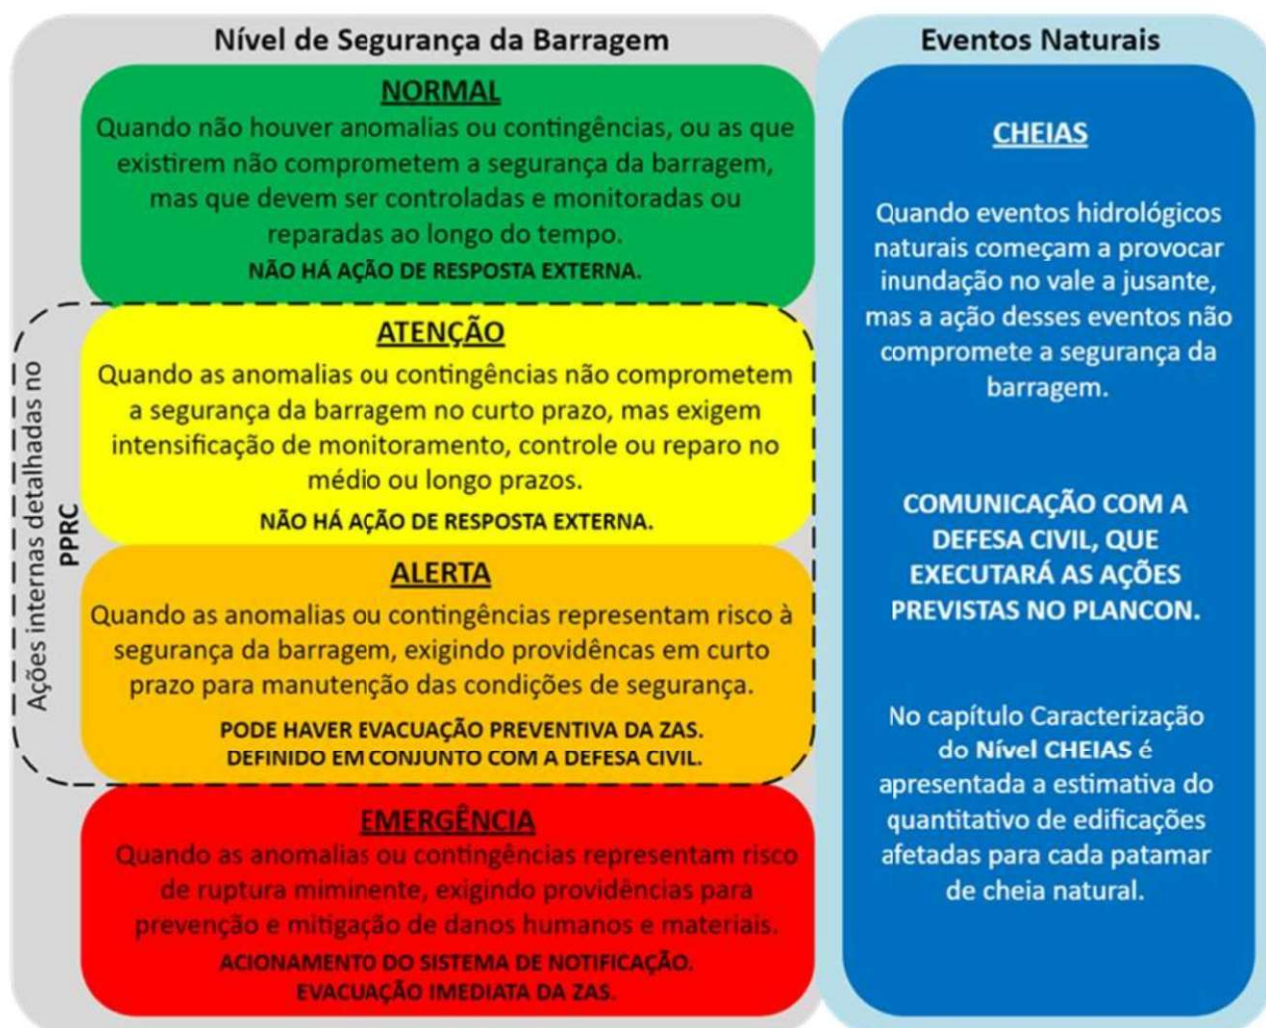 Nível de Segurança da Barragem
NORMAL
Quando não houver anomalias ou contingências, ou as que
existirem não comprometem a segurança da barragem,
mas que devem ser controladas e monitoradas ou
reparadas ao longo do tempo.
NÃO HÁ AÇÃO DE RESPOSTA EXTERNA.
Ações internas detalhadas no
PPRC
ATENÇÃO
Quando as anomalias ou contingências não comprometem
a segurança da barragem no curto prazo, mas exigem
intensificação de monitoramento, controle ou reparo no
médio ou longo prazos.
NÃO HÁ AÇÃO DE RESPOSTA EXTERNA.
ALERTA
Quando as anomalias ou contingências representam risco à
segurança da barragem, exigindo providêncas em curto
prazo para manutenção das condições de segurança.
PODE HAVER EVACUAÇÃO PREVENTIVA DA ZAS.
DEFINIDO EM CONJUNTO COM A DEFESA CIVIL.
EMERGÊNCIA
Quando as anomalias ou contingências representam risco
de ruptura miminente, exigindo providências para
prevenção e mitigação de danos humanos e materiais.
ACIONAMENTO DO SISTEMA DE NOTIFICAÇÃO.
EVACUAÇÃO IMEDIATA DA ZAS.
Eventos Naturais
CHEIAS
Quando eventos hidrológicos
naturais começam a provocar
inundação no vale a jusante,
mas a ação desses eventos não
compromete a segurança da
barragem.
COMUNICAÇÃO COM A
DEFESA CIVIL, QUE
EXECUTARÁ AS AÇÕES
PREVISTAS NO PLANCON.
No capítulo Caracterização
do Nível CHEIAS é
apresentada a estimativa do
quantitativo de edificações
afetadas para cada patamar
de cheia natural.